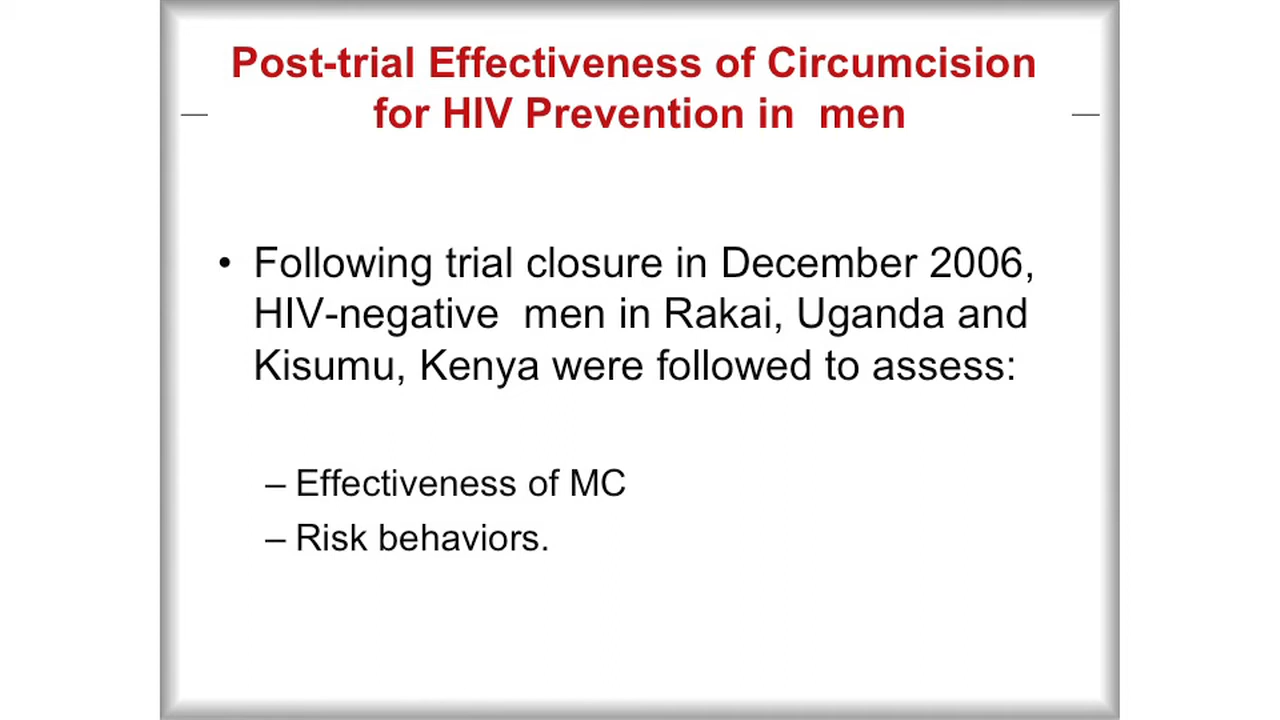 Post-trial Effectiveness of Circumcision
for HIV Prevention in  men
• Following trial closure in December 2006,
HIV-negative  men in Rakai, Uganda and
Kisumu, Kenya were followed to assess:
– Effectiveness of MC
– Risk behaviors.